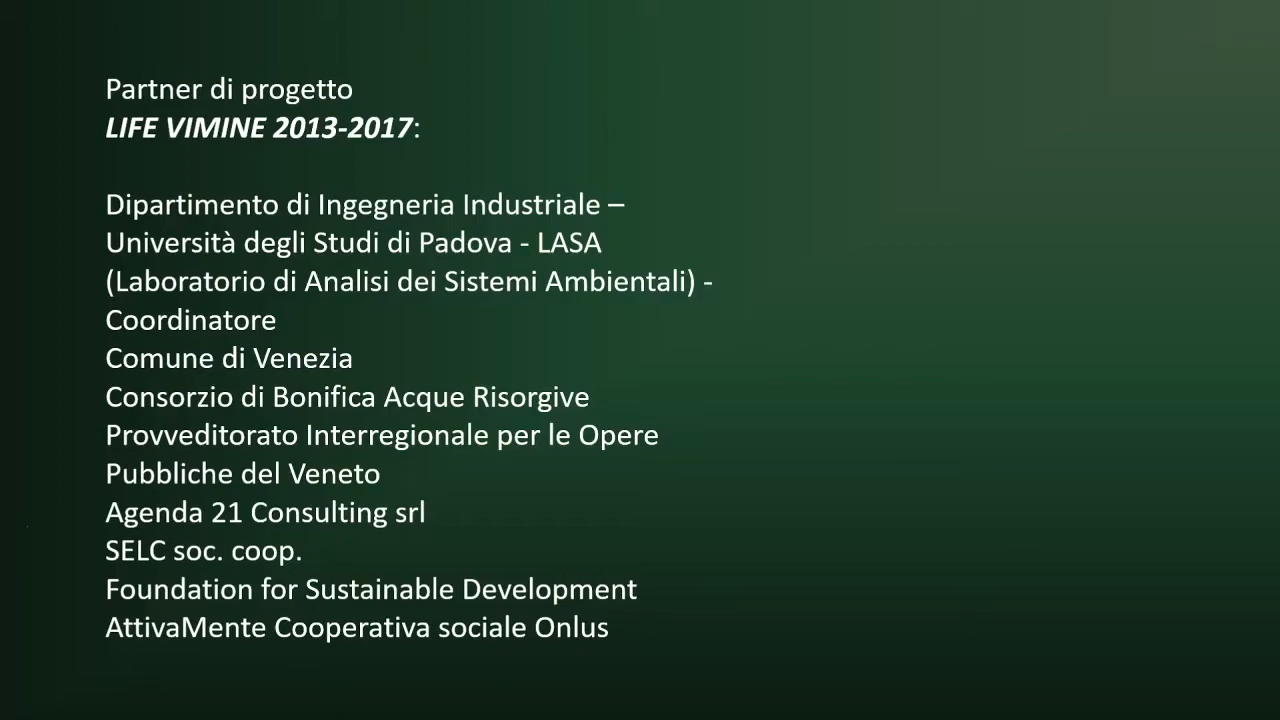 Partner di progetto
LIFE VIMINE 2013-2017:
Dipartimento di Ingegneria Industriale –
Università degli Studi di Padova - LASA
(Laboratorio di Analisi dei Sistemi Ambientali) -
Coordinatore
Comune di Venezia
Consorzio di Bonifica Acque Risorgive
Provveditorato Interregionale per le Opere
Pubbliche del Veneto
Agenda 21 Consulting srl
SELC soc. coop.
Foundation for Sustainable Development
AttivaMente Cooperativa sociale Onlus